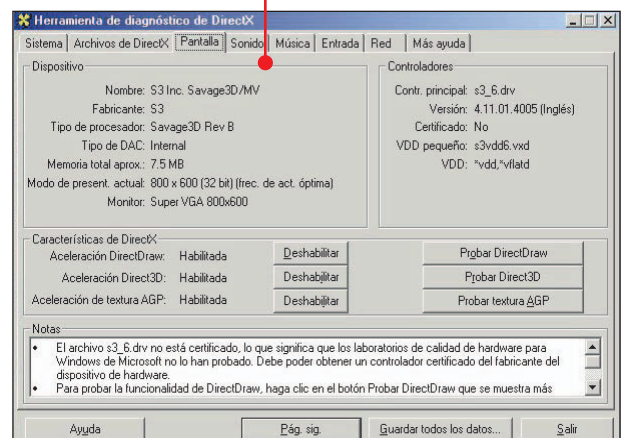 Herramienta de diagnóstico de DirectX
Sistema Archivos de DirectX Pantalla Sonido Música Entrada Red Más ayuda
Dispositivo
Nombre: S3 Inc. Savage3D/MV
Fabricante: S3
Tipo de procesador: Savage3D Rev B
Tipo de DAC: Internal
Memoria total aprox.: 7.5 MB
Modo de present. actual: 800 x 600 (32 bit) (frec. de act. óptima)
Monitor: Super VGA 800x600
Controladores
Contr. principal: s3_6.drv
Versión: 4.11.01.4005 (Inglés)
Certificado: No
VDD pequeño: s3vdd6.vxd
VDD: *vdd,*vflatd
Características de DirectX
Aceleración DirectDraw: Habilitada Deshabilitar Probar DirectDraw
Aceleración Direct3D: Habilitada Deshabilitar Probar Direct3D
Aceleración de textura AGP: Habilitada Deshabilitar Probar textura AGP
Notas
• El archivo s3_6.drv no está certificado, lo que significa que los laboratorios de calidad de hardware para
Windows de Microsoft no lo han probado. Debe poder obtener un controlador certificado del fabricante del
dispositivo de hardware.
• Para probar la funcionalidad de DirectDraw, haga clic en el botón Probar DirectDraw que se muestra más
Ayuda Pág. sig. Guardar todos los datos... Salir